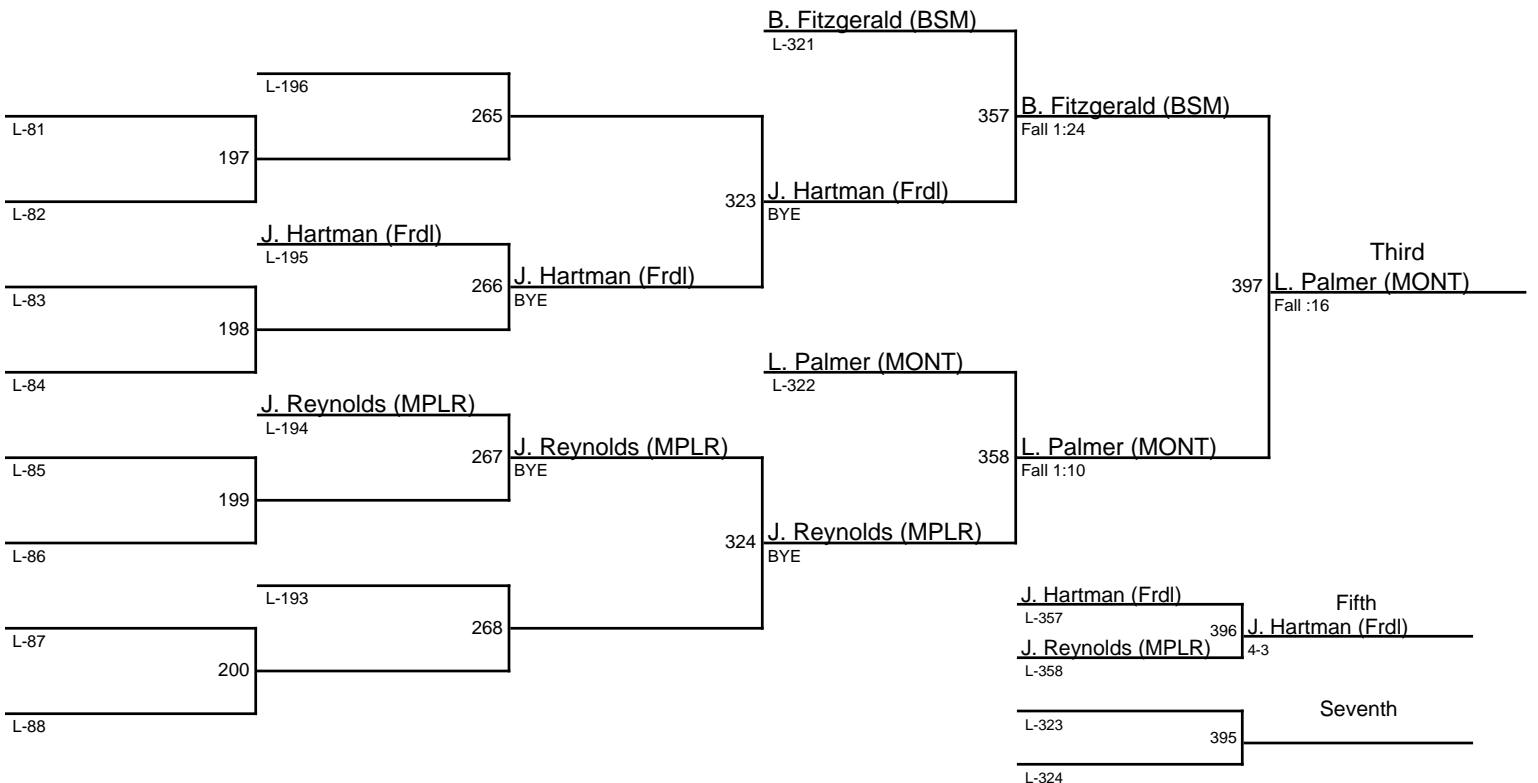 B. Fitzgerald (BSM)
L-321
L-196
265
357
B. Fitzgerald (BSM)
Fall 1:24
L-81
197
L-82
323
J. Hartman (Frdl)
BYE
J. Hartman (Frdl)
L-195
266
J. Hartman (Frdl)
BYE
L-83
198
L-84
397
Third
L. Palmer (MONT)
Fall :16
L. Palmer (MONT)
L-322
J. Reynolds (MPLR)
L-194
267
J. Reynolds (MPLR)
BYE
358
L. Palmer (MONT)
Fall 1:10
L-85
199
L-86
324
J. Reynolds (MPLR)
BYE
L-193
268
L-87
200
L-88
J. Hartman (Frdl)
L-357
396
Fifth
J. Hartman (Frdl)
4-3
J. Reynolds (MPLR)
L-358
L-323
395
Seventh
L-324